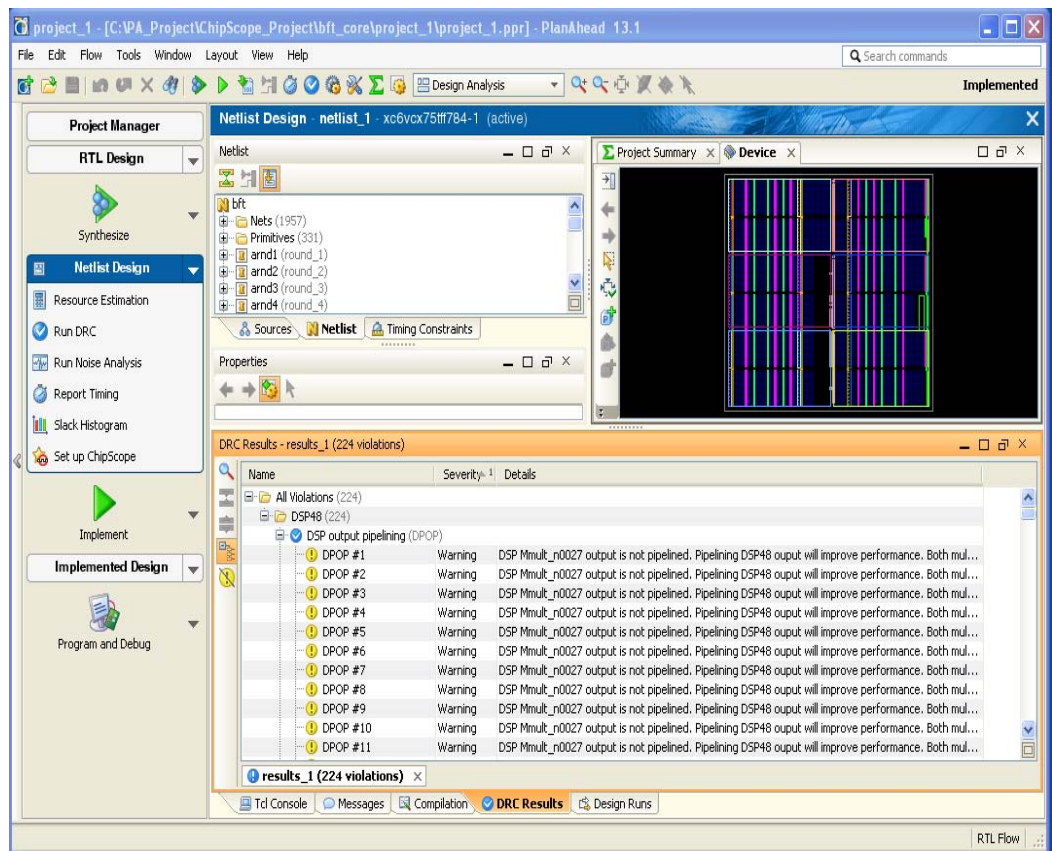 project_1 - [C:\PA_Project\ChipScope_Project\bft_core\project_1\project_1.ppr] - PlanAhead 13.1
File Edit Flow Tools Window Layout View Help
Search commands
Design Analysis
Implemented
Project Manager
RTL Design
Synthesize
Netlist Design
Resource Estimation
Run DRC
Run Noise Analysis
Report Timing
Slack Histogram
Set up ChipScope
Implement
Implemented Design
Program and Debug
Netlist Design - netlist_1 - xc6vcx75tff784-1 (active)
Netlist
bft
Nets (1957)
Primitives (331)
arnd1 (round_1)
arnd2 (round_2)
arnd3 (round_3)
arnd4 (round_4)
Sources Netlist Timing Constraints
Properties
Project Summary Device
DRC Results - results_1 (224 violations)
Name Severity 1 Details
All Violations (224)
DSP48 (224)
DSP output pipelining (DPOP)
DPOP #1 Warning DSP Mmult_n0027 output is not pipelined. Pipelining DSP48 ouput will improve performance. Both mul...
DPOP #2 Warning DSP Mmult_n0027 output is not pipelined. Pipelining DSP48 ouput will improve performance. Both mul...
DPOP #3 Warning DSP Mmult_n0027 output is not pipelined. Pipelining DSP48 ouput will improve performance. Both mul...
DPOP #4 Warning DSP Mmult_n0027 output is not pipelined. Pipelining DSP48 ouput will improve performance. Both mul...
DPOP #5 Warning DSP Mmult_n0027 output is not pipelined. Pipelining DSP48 ouput will improve performance. Both mul...
DPOP #6 Warning DSP Mmult_n0027 output is not pipelined. Pipelining DSP48 ouput will improve performance. Both mul...
DPOP #7 Warning DSP Mmult_n0027 output is not pipelined. Pipelining DSP48 ouput will improve performance. Both mul...
DPOP #8 Warning DSP Mmult_n0027 output is not pipelined. Pipelining DSP48 ouput will improve performance. Both mul...
DPOP #9 Warning DSP Mmult_n0027 output is not pipelined. Pipelining DSP48 ouput will improve performance. Both mul...
DPOP #10 Warning DSP Mmult_n0027 output is not pipelined. Pipelining DSP48 ouput will improve performance. Both mul...
DPOP #11 Warning DSP Mmult_n0027 output is not pipelined. Pipelining DSP48 ouput will improve performance. Both mul...
results_1 (224 violations)
Tcl Console Messages Compilation DRC Results Design Runs
RTL Flow